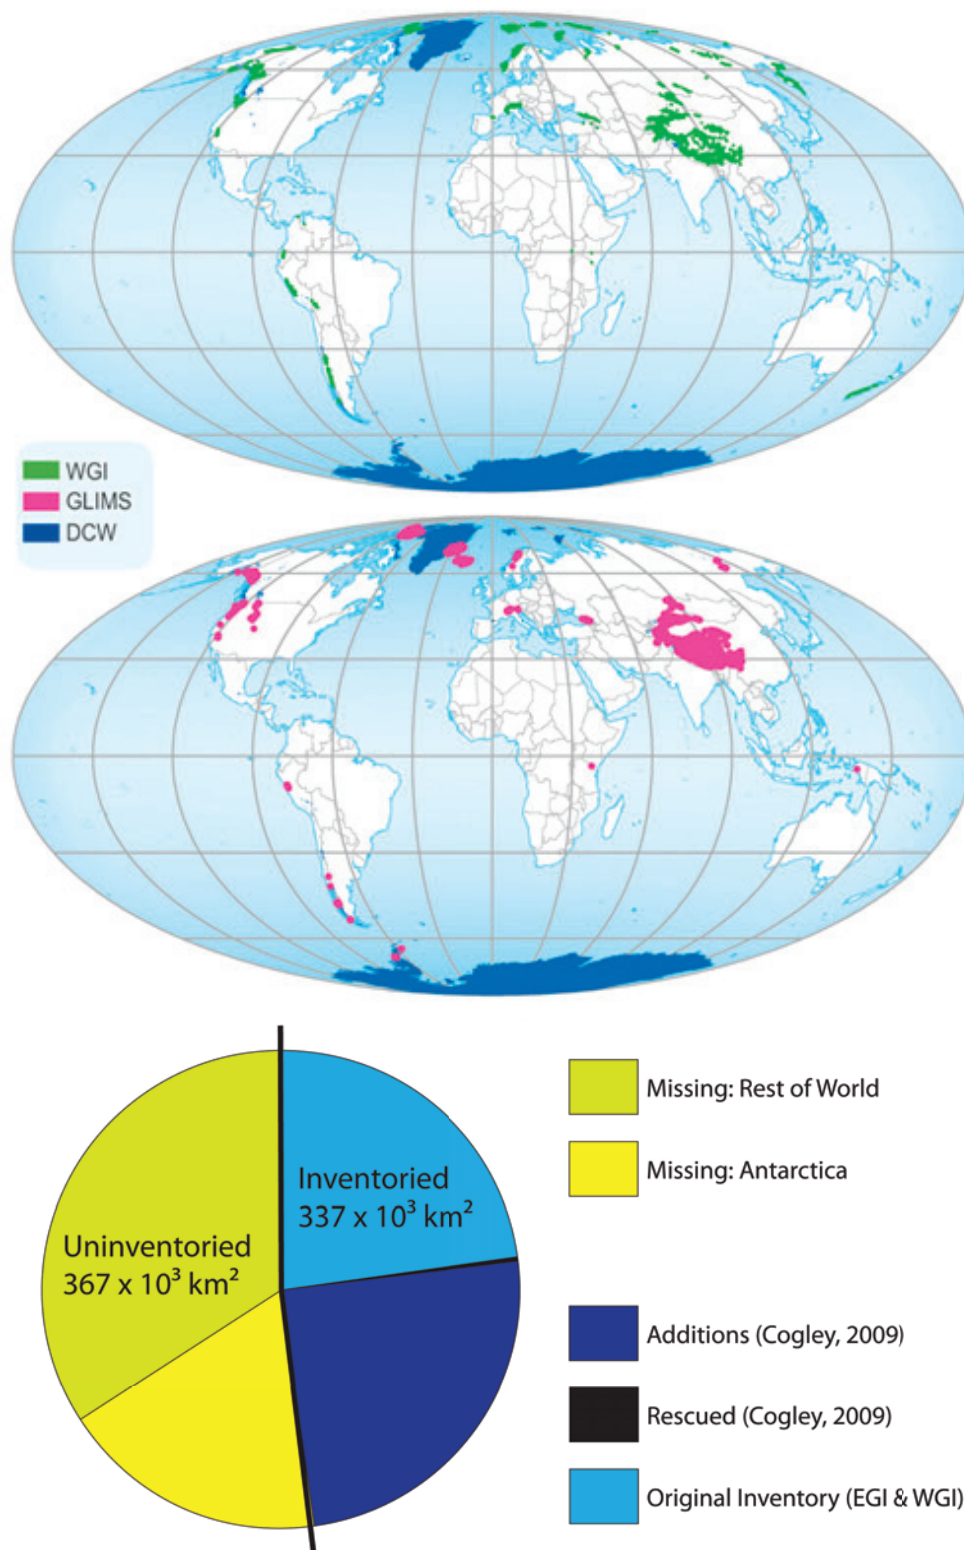 WGI
GLIMS
DCW
Uninventoried
367 x 10³ km²
Inventoried
337 x 10³ km²
Missing: Rest of World
Missing: Antarctica
Additions (Cogley, 2009)
Rescued (Cogley, 2009)
Original Inventory (EGI & WGI)